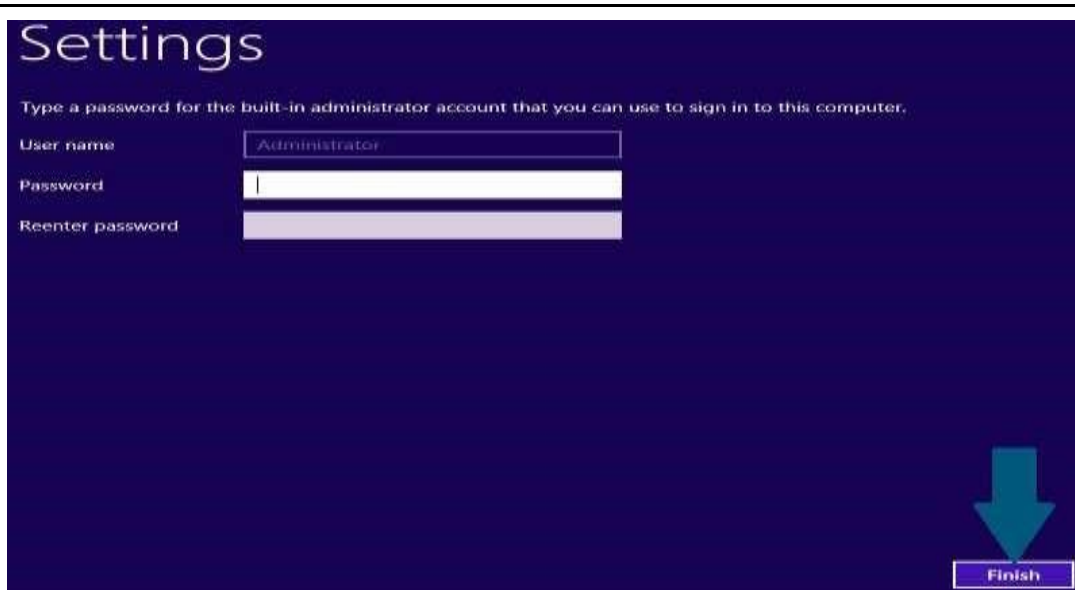 Settings
Type a password for the built-in administrator account that you can use to sign in to this computer.
User name
Administrator
Password
Reenter password
Finish